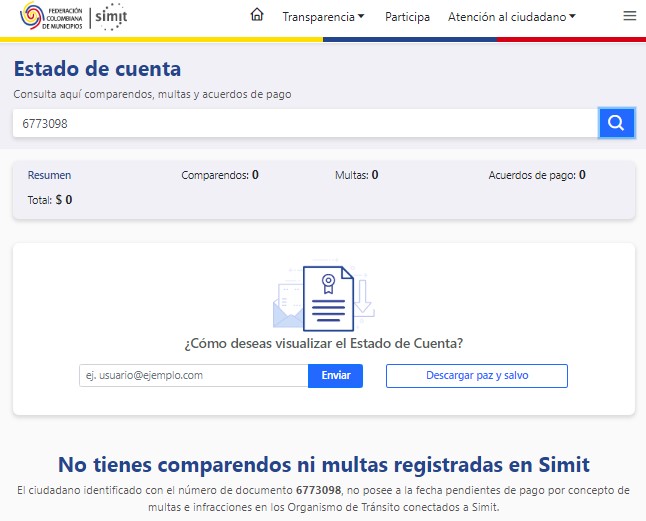 FEDERACIÓN
COLOMBIANA
DE MUNICIPIOS
simit
Transparencia
Participa
Atención al ciudadano
Estado de cuenta
Consulta aquí comparendos, multas y acuerdos de pago
6773098
Resumen
Comparendos: 0
Multas: 0
Acuerdos de pago: 0
Total: $ 0
¿Cómo deseas visualizar el Estado de Cuenta?
ej. usuario@ejemplo.com
Enviar
Descargar paz y salvo
No tienes comparendos ni multas registradas en Simit
El ciudadano identificado con el número de documento 6773098, no posee a la fecha pendientes de pago por concepto de
multas e infracciones en los Organismo de Tránsito conectados a Simit.